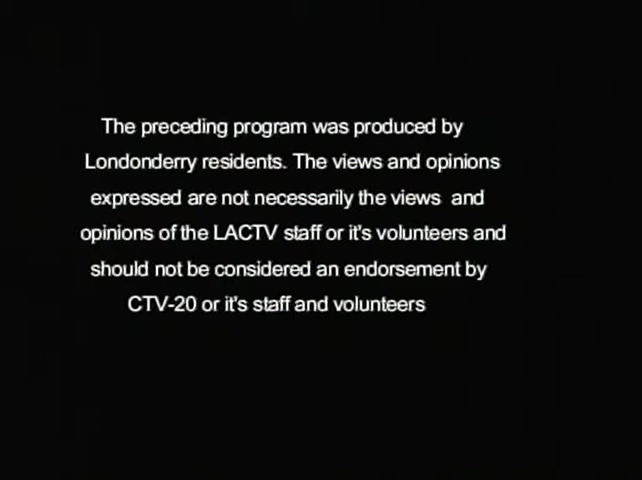 The preceding program was produced by
Londonderry residents. The views and opinions
expressed are not necessarily the views and
opinions of the LACTV staff or it's volunteers and
should not be considered an endorsement by
CTV-20 or it's staff and volunteers